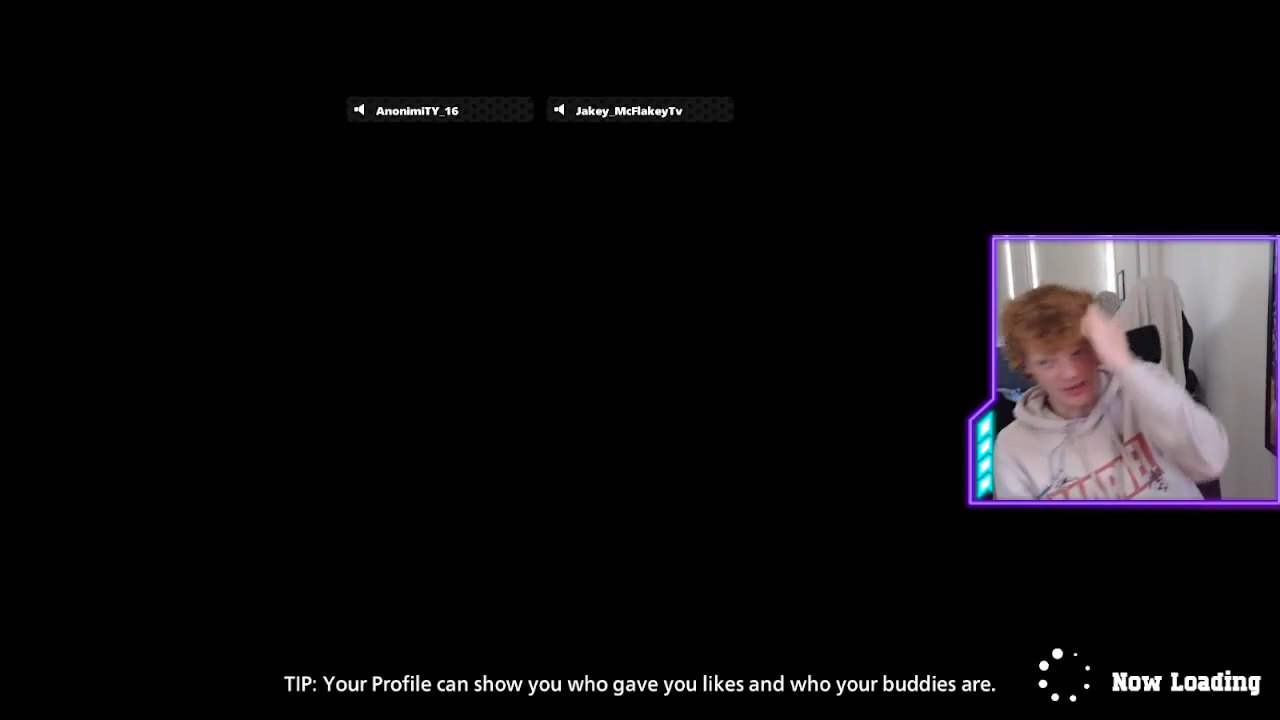 AnonimiTY_16 Jakey_McFlakeyTv
MARVEL
TIP: Your Profile can show you who gave you likes and who your buddies are.
Now Loading